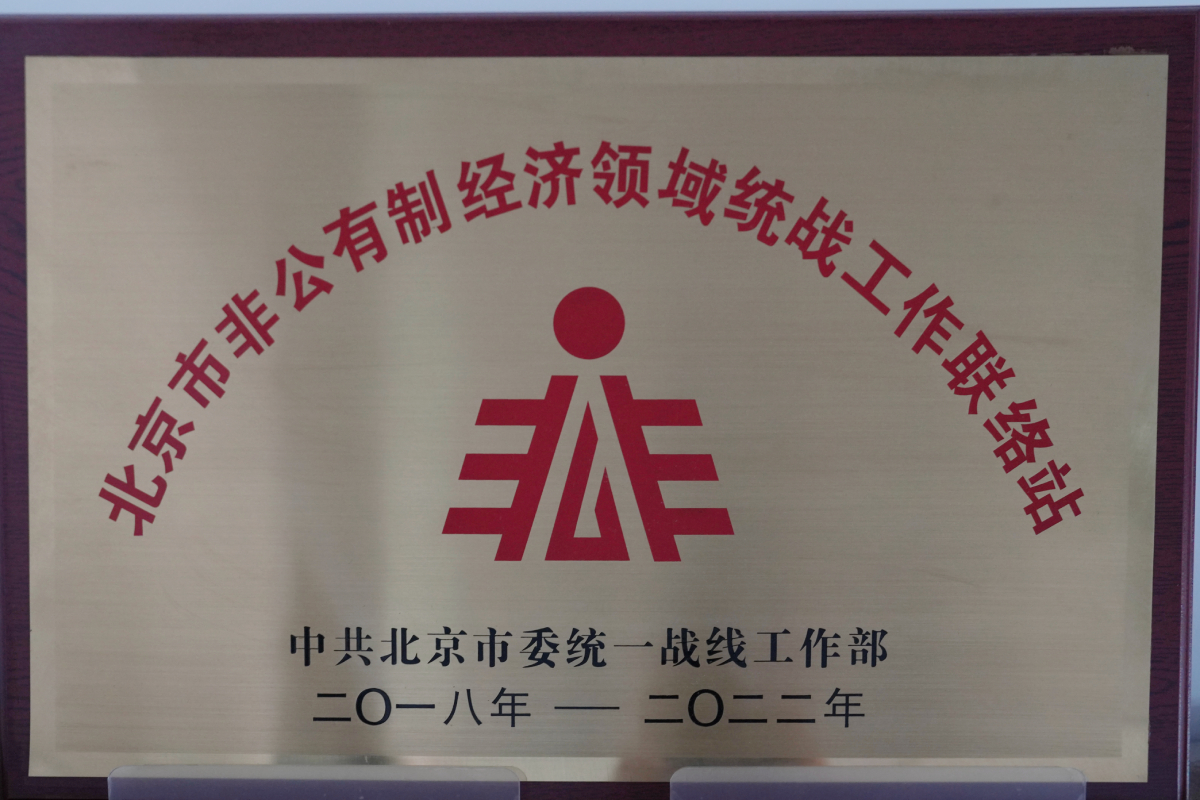 北京市非公有制经济领域统战工作联络站
中共北京市委统一战线工作部
二〇一八年 —— 二〇二二年